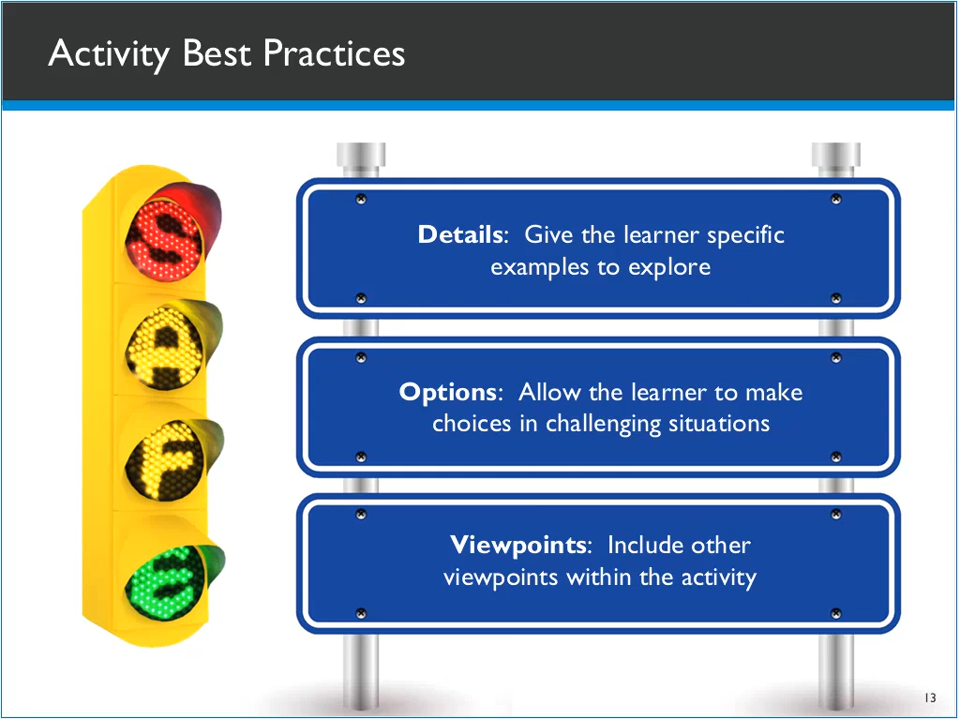 Activity Best Practices
S
A
F
E
Details:  Give the learner specific
examples to explore
Options:  Allow the learner to make
choices in challenging situations
Viewpoints:  Include other
viewpoints within the activity
13